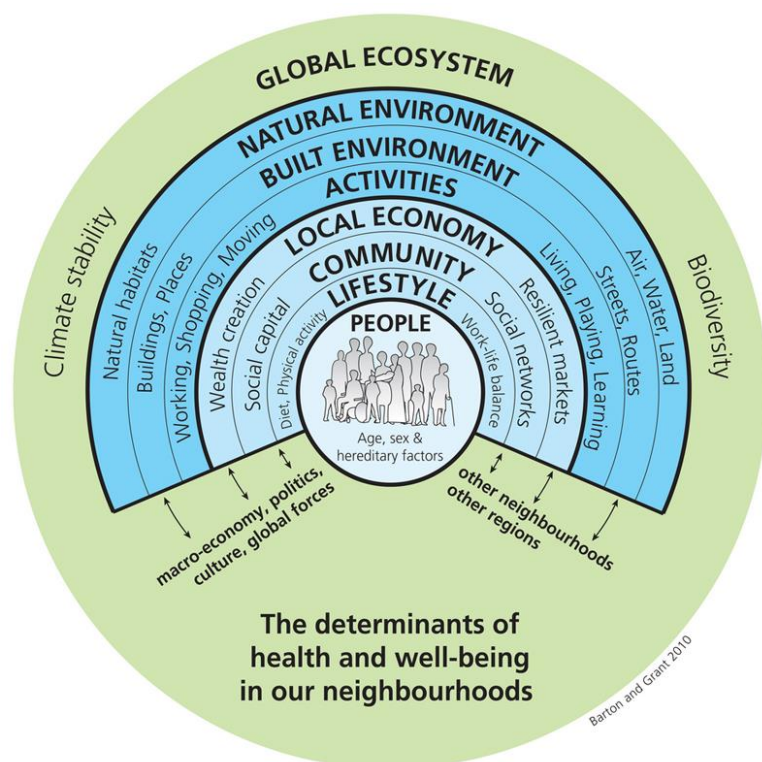 GLOBAL ECOSYSTEM
NATURAL ENVIRONMENT
BUILT ENVIRONMENT
ACTIVITIES
LOCAL ECONOMY
COMMUNITY
LIFESTYLE
PEOPLE
Age, sex &
hereditary factors
Climate stability
Natural habitats
Buildings, Places
Working, Shopping, Moving
Wealth creation
Social capital
Diet, Physical activity
Work-life balance
Social networks
Resilient markets
Living, Playing, Learning
Streets, Routes
Air, Water, Land
Biodiversity
macro-economy, politics,
culture, global forces
other neighbourhoods
other regions
The determinants of
health and well-being
in our neighbourhoods
Barton and Grant 2010